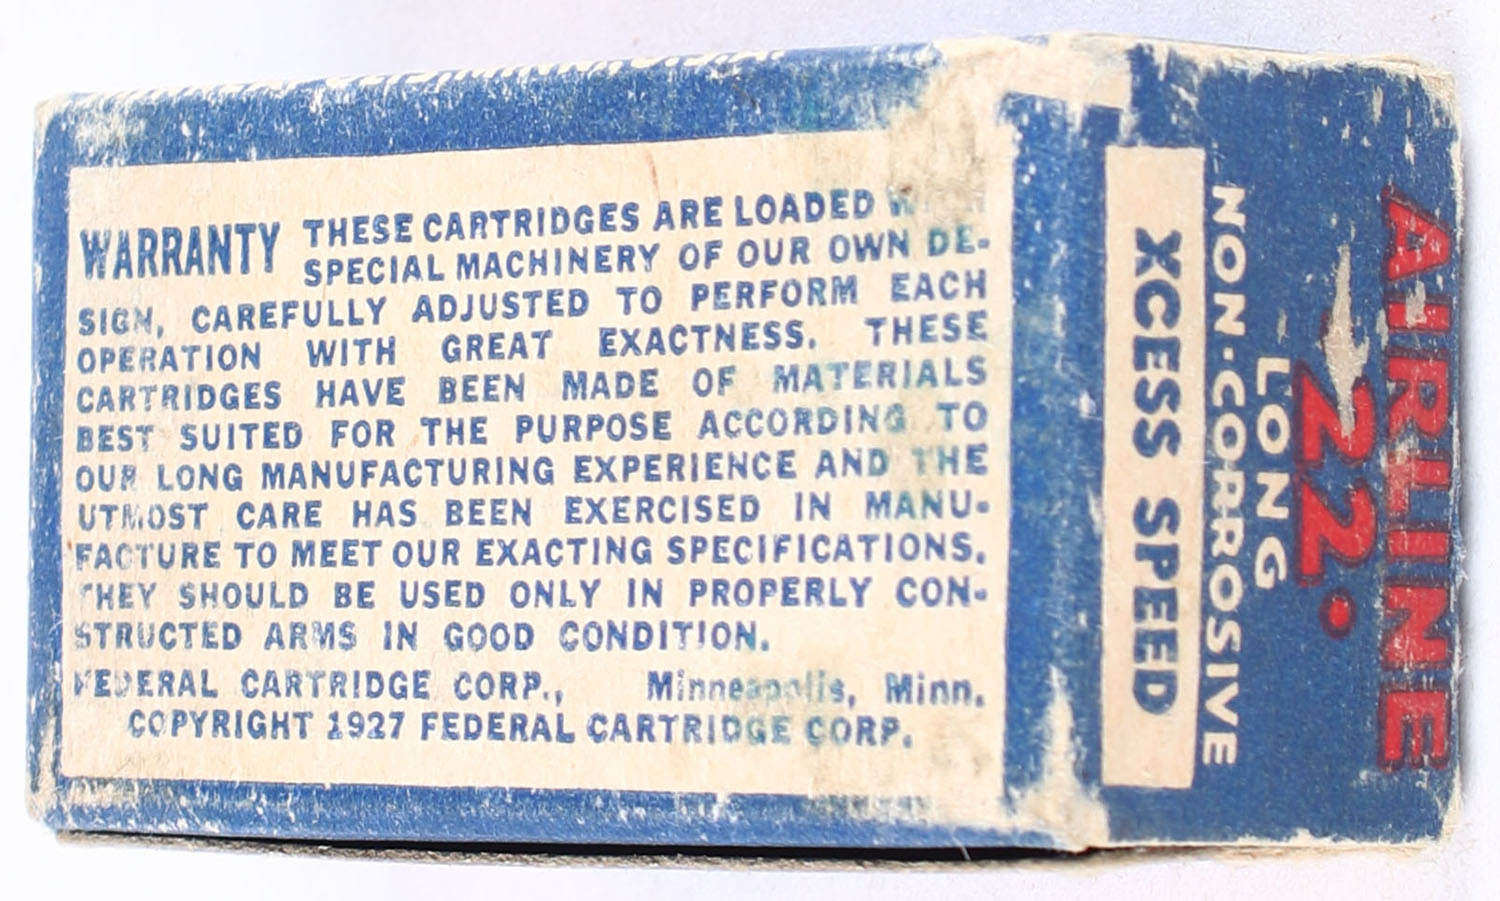 WARRANTY THESE CARTRIDGES ARE LOADED WITH
SPECIAL MACHINERY OF OUR OWN DE-
SIGN, CAREFULLY ADJUSTED TO PERFORM EACH
OPERATION WITH GREAT EXACTNESS. THESE
CARTRIDGES HAVE BEEN MADE OF MATERIALS
BEST SUITED FOR THE PURPOSE ACCORDING TO
OUR LONG MANUFACTURING EXPERIENCE AND THE
UTMOST CARE HAS BEEN EXERCISED IN MANU-
FACTURE TO MEET OUR EXACTING SPECIFICATIONS.
THEY SHOULD BE USED ONLY IN PROPERLY CON-
STRUCTED ARMS IN GOOD CONDITION.
FEDERAL CARTRIDGE CORP., Minneapolis, Minn.
COPYRIGHT 1927 FEDERAL CARTRIDGE CORP.
AIRLINE
22.
LONG
NON-CORROSIVE
XCESS SPEED